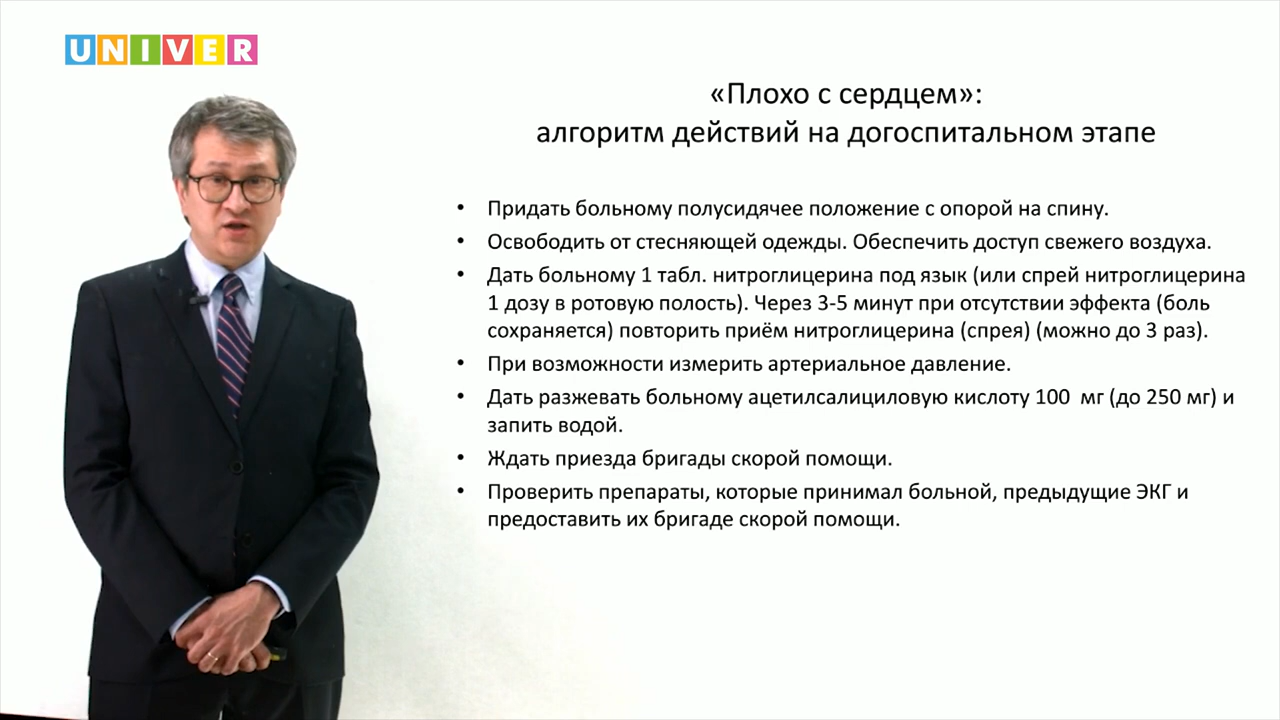 UNIVER
«Плохо с сердцем»:
алгоритм действий на догоспитальном этапе
• Придать больному полусидячее положение с опорой на спину.
• Освободить от стесняющей одежды. Обеспечить доступ свежего воздуха.
• Дать больному 1 табл. нитроглицерина под язык (или спрей нитроглицерина
1 дозу в ротовую полость). Через 3-5 минут при отсутствии эффекта (боль
сохраняется) повторить приём нитроглицерина (спрея) (можно до 3 раз).
• При возможности измерить артериальное давление.
• Дать разжевать больному ацетилсалициловую кислоту 100  мг (до 250 мг) и
запить водой.
• Ждать приезда бригады скорой помощи.
• Проверить препараты, которые принимал больной, предыдущие ЭКГ и
предоставить их бригаде скорой помощи.